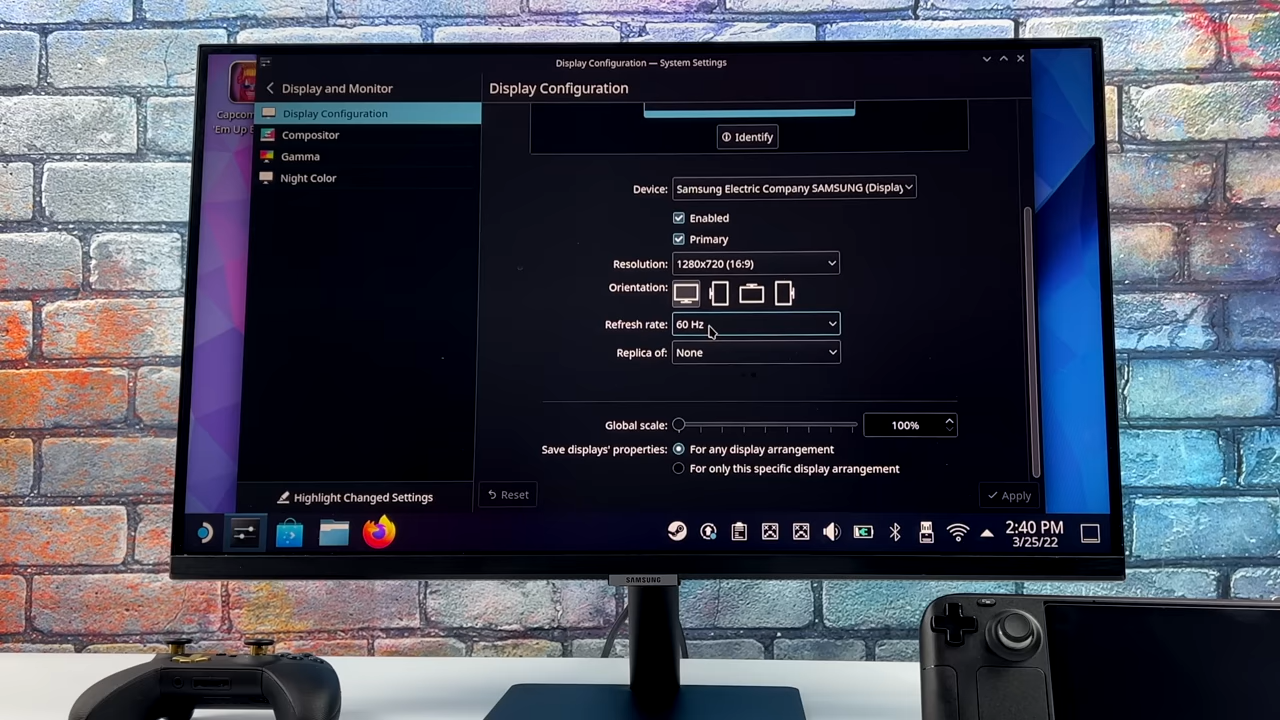 Display Configuration — System Settings
Display and Monitor
Display Configuration
Display Configuration
Compositor
Gamma
Night Color
Identify
Device: Samsung Electric Company SAMSUNG (Display
Enabled
Primary
Resolution: 1280x720 (16:9)
Orientation:
Refresh rate: 60 Hz
Replica of: None
Global scale: 100%
Save displays' properties: For any display arrangement
For only this specific display arrangement
Highlight Changed Settings
Reset
Apply
Capcom
'Em Up B
2:40 PM
3/25/22
SAMSUNG